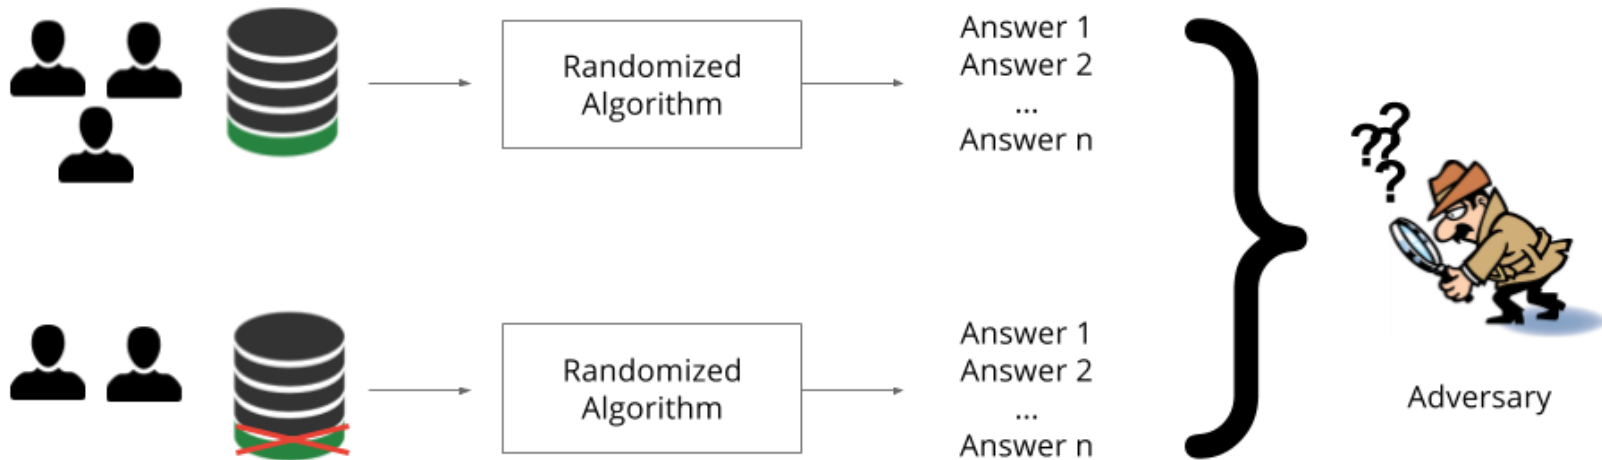 Randomized
Algorithm
Answer 1
Answer 2
...
Answer n
????
Randomized
Algorithm
Answer 1
Answer 2
...
Answer n
Adversary